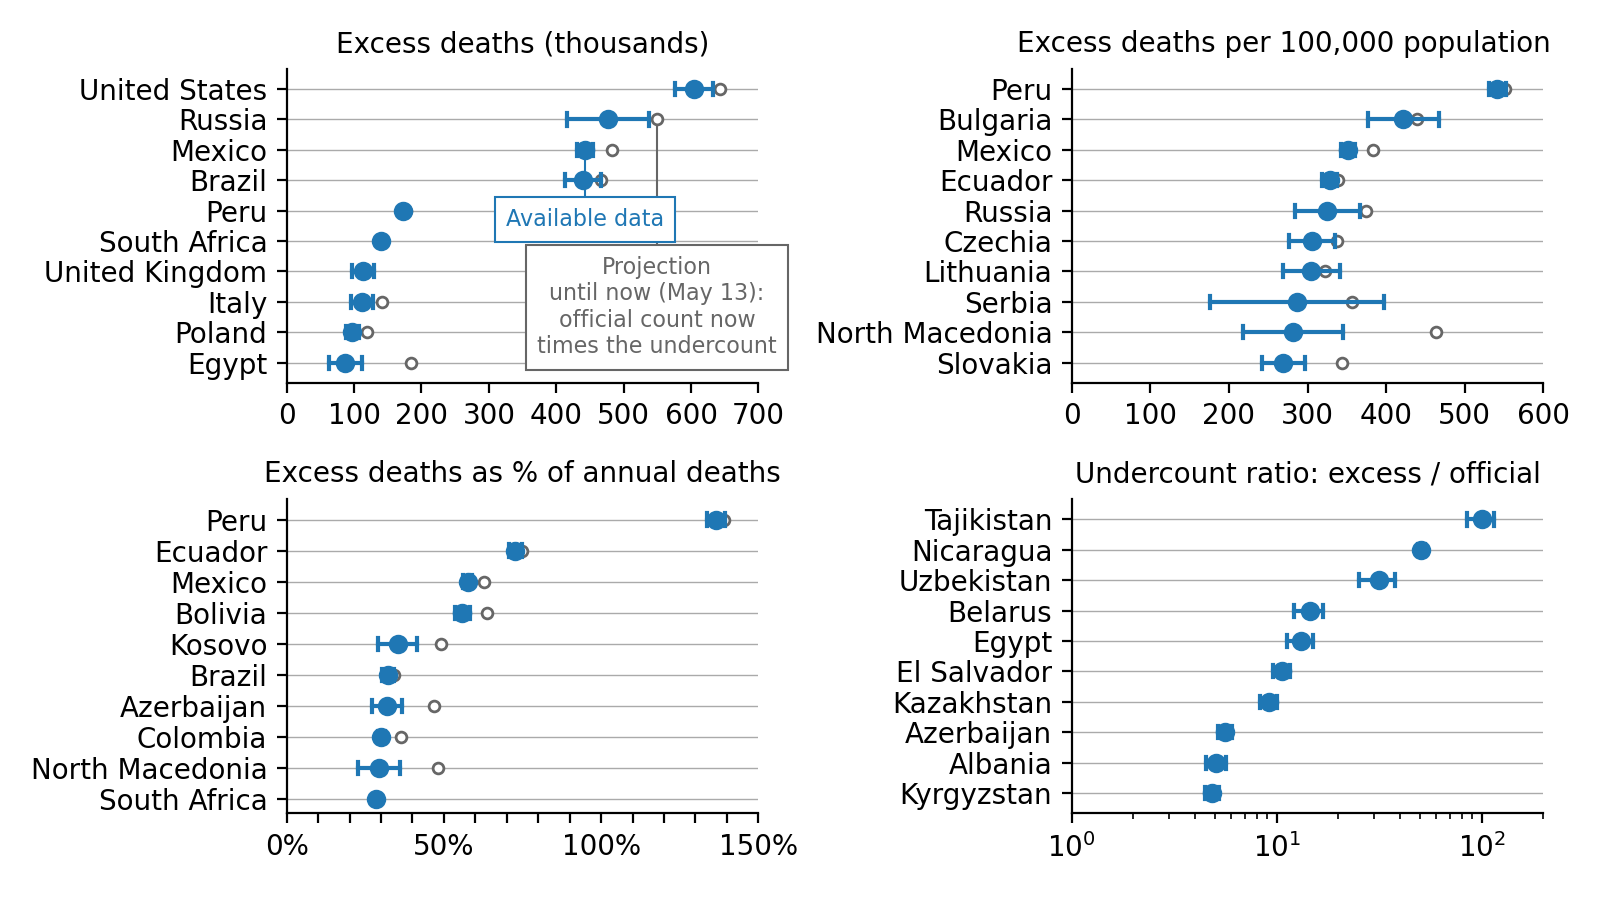 Excess deaths (thousands)
United States
Russia
Mexico
Brazil
Peru
South Africa
United Kingdom
Italy
Poland
Egypt
Available data
Projection
until now (May 13):
official count now
times the undercount
0 100 200 300 400 500 600 700
Excess deaths per 100,000 population
Peru
Bulgaria
Mexico
Ecuador
Russia
Czechia
Lithuania
Serbia
North Macedonia
Slovakia
0 100 200 300 400 500 600
Excess deaths as % of annual deaths
Peru
Ecuador
Mexico
Bolivia
Kosovo
Brazil
Azerbaijan
Colombia
North Macedonia
South Africa
0% 50% 100% 150%
Undercount ratio: excess / official
Tajikistan
Nicaragua
Uzbekistan
Belarus
Egypt
El Salvador
Kazakhstan
Azerbaijan
Albania
Kyrgyzstan
10⁰ 10¹ 10²